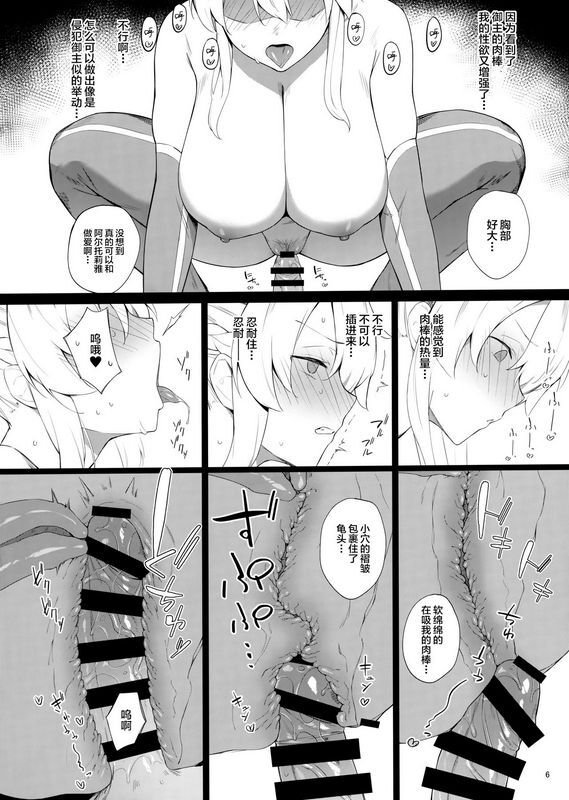 因为看到了
御主的肉棒
我的性欲又
增强了…
呼
呼
呼
呼
不行啊…
怎么可以
做出像是
侵犯御主似的
举动…
胸部
好大…
没想到
真的可以和
阿尔托莉雅
做爱啊…
能感觉到
肉棒的热量…
不行
不可以
插进来…
忍耐住
忍耐…
呜哦♥
软绵绵的
在吸我的肉棒
小穴的褶皱
包裹住了
龟头…
呜啊
6